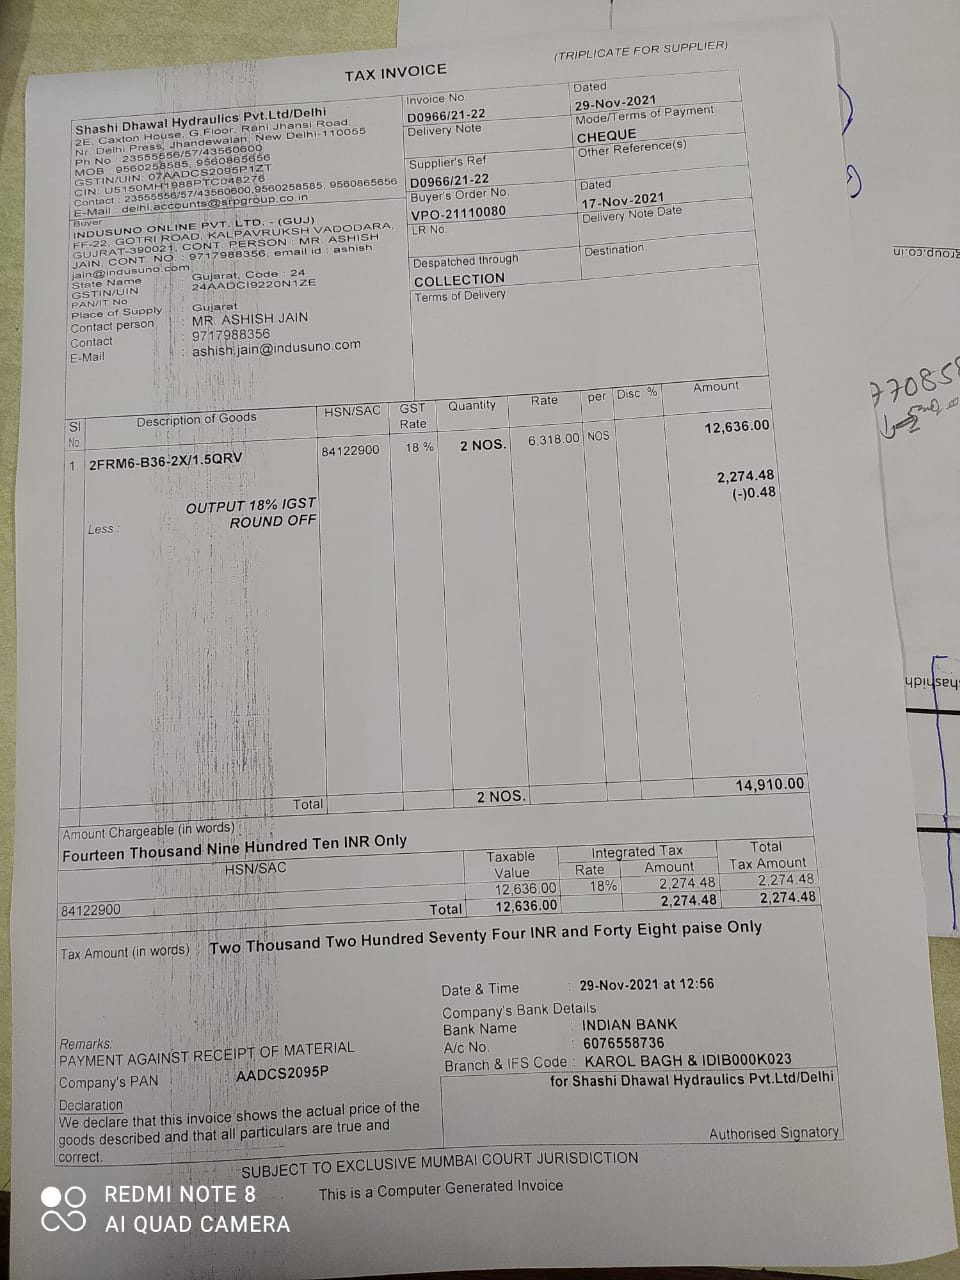 TAX INVOICE
(TRIPLICATE FOR SUPPLIER)
Shashi Dhawal Hydraulics Pvt.Ltd/Delhi
2E, Caxton House, G.Floor, Rani Jhansi Road,
Nr. Delhi Press, Jhandewalan, New Delhi-110055
Ph No 23555556/57/43560600
MOB 9560258585, 9560865656
GSTIN/UIN: 07AADCS2095P1ZT
CIN: U5150MH1988PTC048276
Contact : 23555556/57/43560600,9560258585, 9560865656
E-Mail : delhi.accounts@srpgroup.co.in
Invoice No.
D0966/21-22
Dated
29-Nov-2021
Delivery Note
Mode/Terms of Payment
CHEQUE
Supplier's Ref.
D0966/21-22
Other Reference(s)
Buyer's Order No.
VPO-21110080
Dated
17-Nov-2021
LR No.
Delivery Note Date
Despatched through
COLLECTION
Destination
Terms of Delivery
Buyer
INDUSUNO ONLINE PVT. LTD. - (GUJ)
FF-22, GOTRI ROAD, KALPAVRUKSH VADODARA,
GUJRAT-390021, CONT. PERSON : MR. ASHISH
JAIN, CONT. NO : 9717988356, email id : ashish.
jain@indusuno.com
State Name : Gujarat, Code : 24
GSTIN/UIN : 24AADCI9220N1ZE
PAN/IT No :
Place of Supply : Gujarat
Contact person : MR. ASHISH JAIN
Contact : 9717988356
E-Mail : ashish.jain@indusuno.com
Sl No. Description of Goods HSN/SAC GST Rate Quantity Rate per Disc. % Amount
1 2FRM6-B36-2X/1.5QRV 84122900 18 % 2 NOS. 6,318.00 NOS 12,636.00
OUTPUT 18% IGST 2,274.48
Less : ROUND OFF (-)0.48
Total 2 NOS. 14,910.00
Amount Chargeable (in words)
Fourteen Thousand Nine Hundred Ten INR Only
HSN/SAC Taxable Value Integrated Tax Rate Amount Total Tax Amount
84122900 12,636.00 18% 2,274.48 2,274.48
Total 12,636.00 2,274.48 2,274.48
Tax Amount (in words) : Two Thousand Two Hundred Seventy Four INR and Forty Eight paise Only
Date & Time : 29-Nov-2021 at 12:56
Company's Bank Details
Bank Name : INDIAN BANK
A/c No. : 6076558736
Branch & IFS Code : KAROL BAGH & IDIB000K023
Remarks:
PAYMENT AGAINST RECEIPT OF MATERIAL
Company's PAN : AADCS2095P
Declaration
We declare that this invoice shows the actual price of the
goods described and that all particulars are true and
correct.
for Shashi Dhawal Hydraulics Pvt.Ltd/Delhi
Authorised Signatory
SUBJECT TO EXCLUSIVE MUMBAI COURT JURISDICTION
This is a Computer Generated Invoice
REDMI NOTE 8
AI QUAD CAMERA
group.co.in